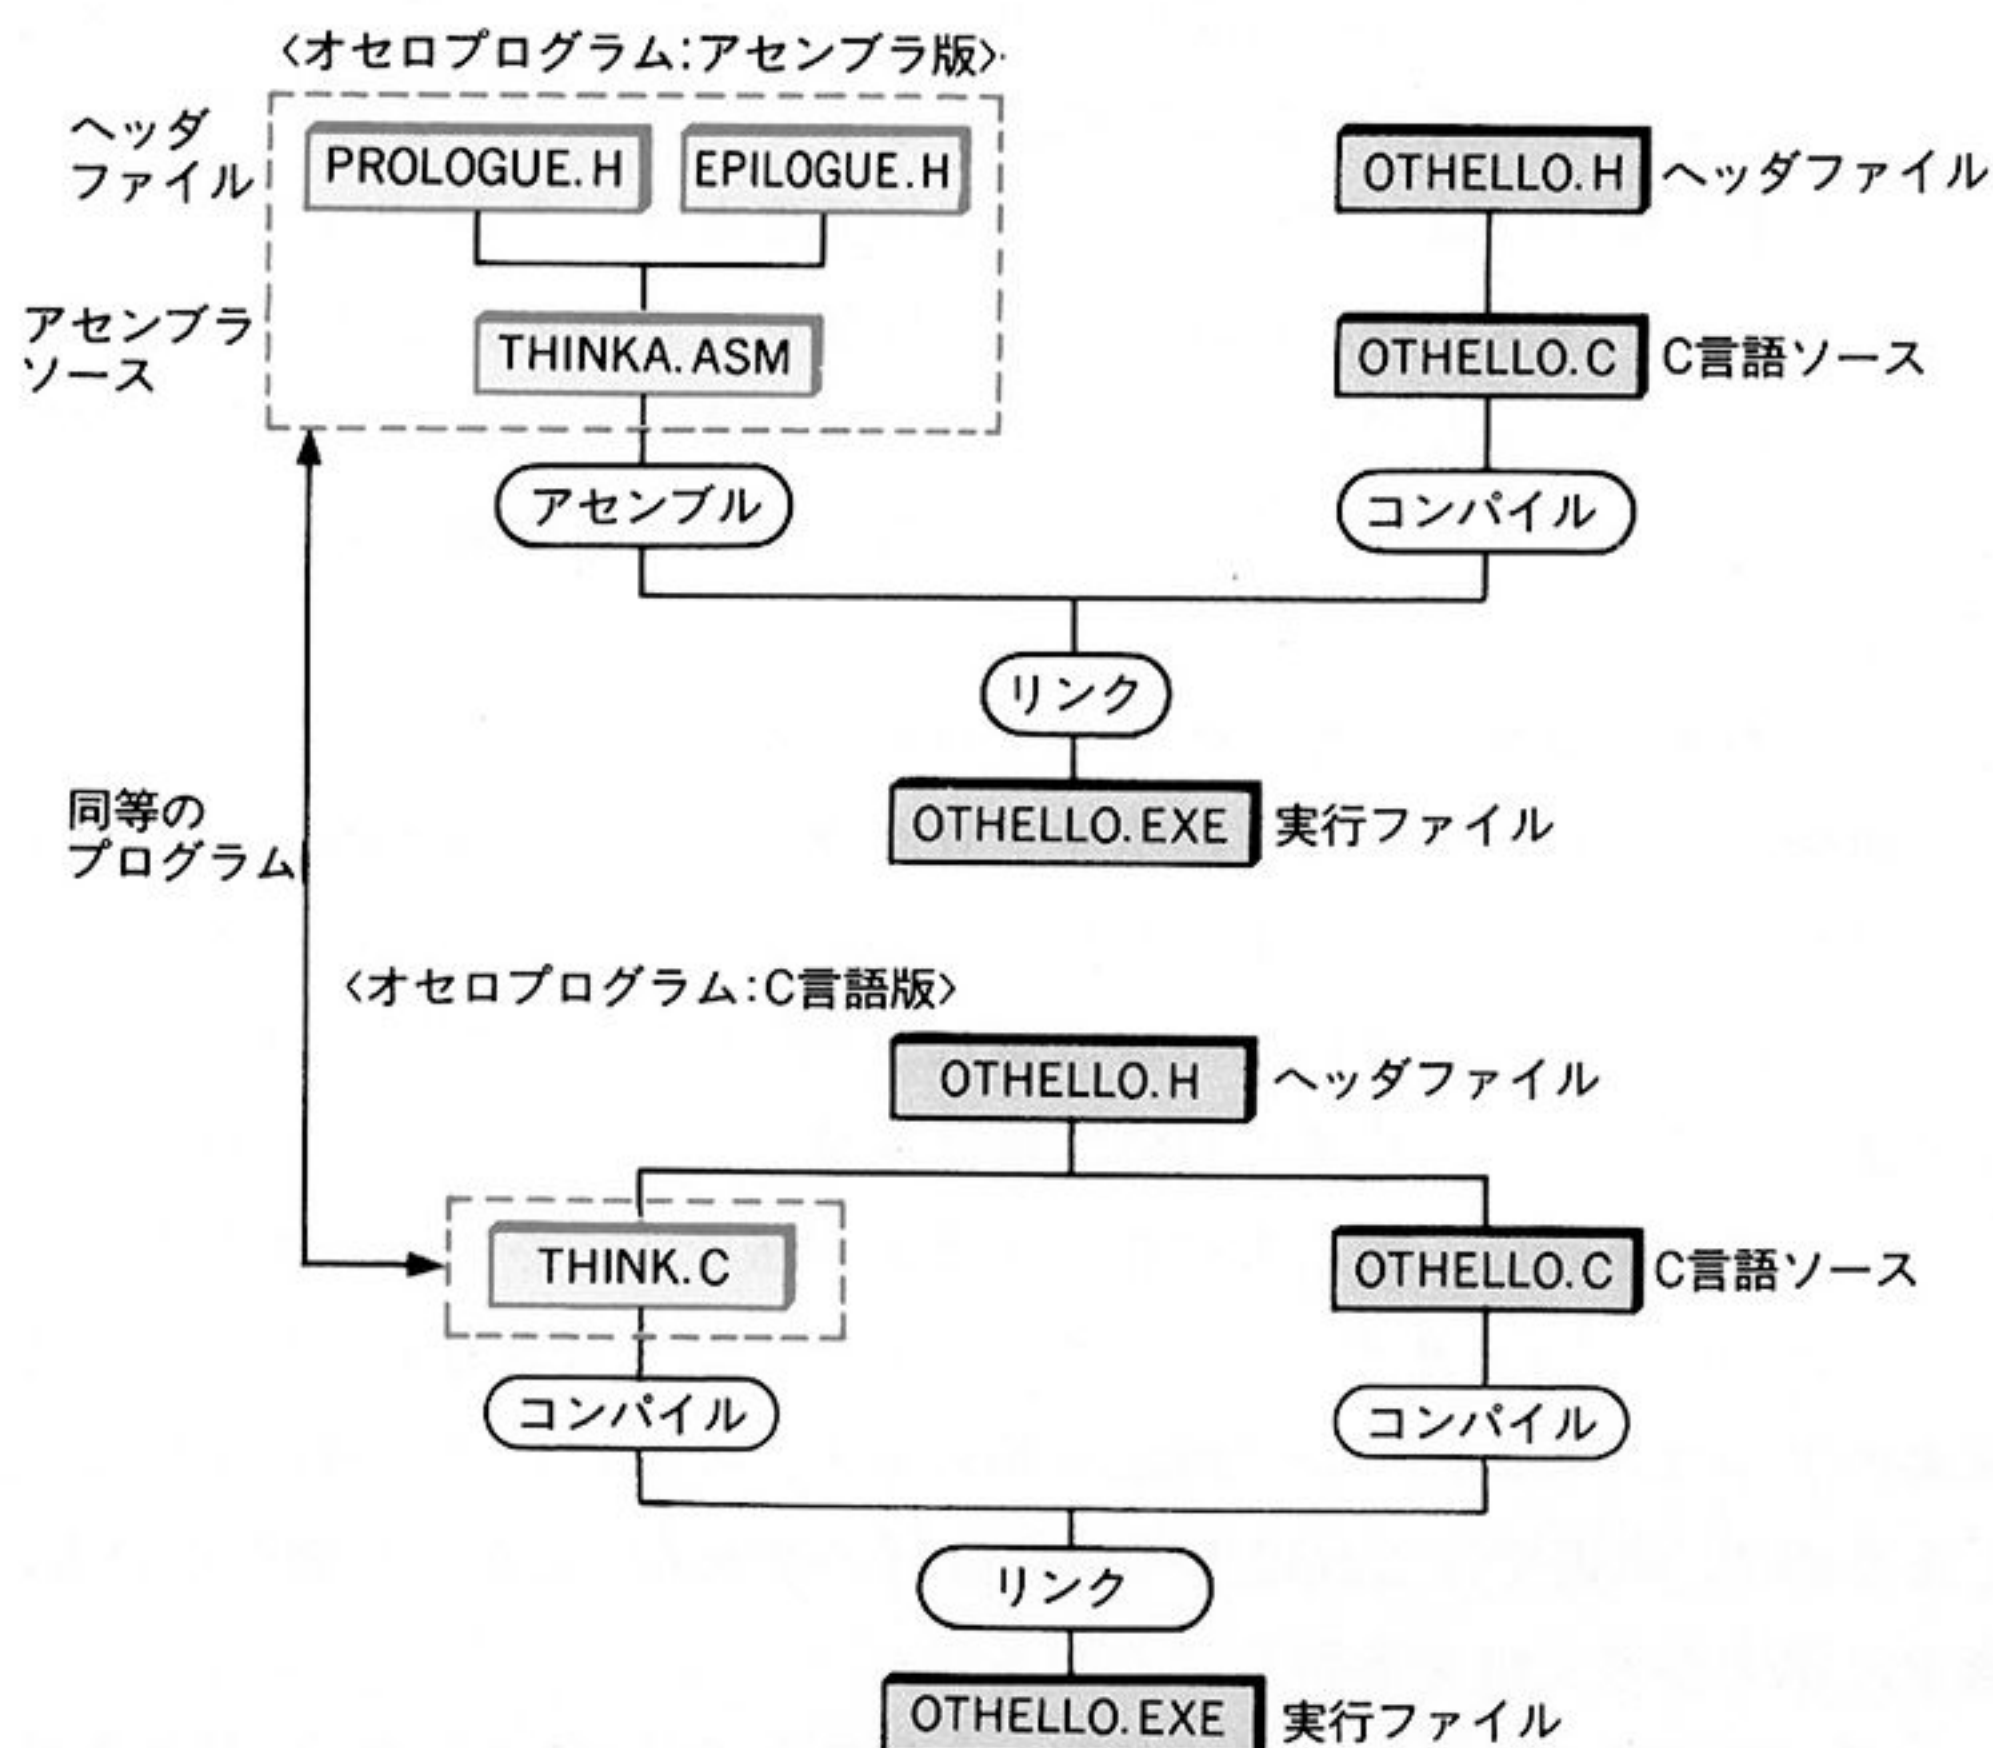 〈オセロプログラム:アセンブラ版〉
ヘッダ
ファイル
PROLOGUE.H
EPILOGUE.H
OTHELLO.H
ヘッダファイル
アセンブラ
ソース
THINKA.ASM
OTHELLO.C
C言語ソース
アセンブル
コンパイル
リンク
OTHELLO.EXE
実行ファイル
同等の
プログラム
〈オセロプログラム:C言語版〉
OTHELLO.H
ヘッダファイル
THINK.C
OTHELLO.C
C言語ソース
コンパイル
コンパイル
リンク
OTHELLO.EXE
実行ファイル